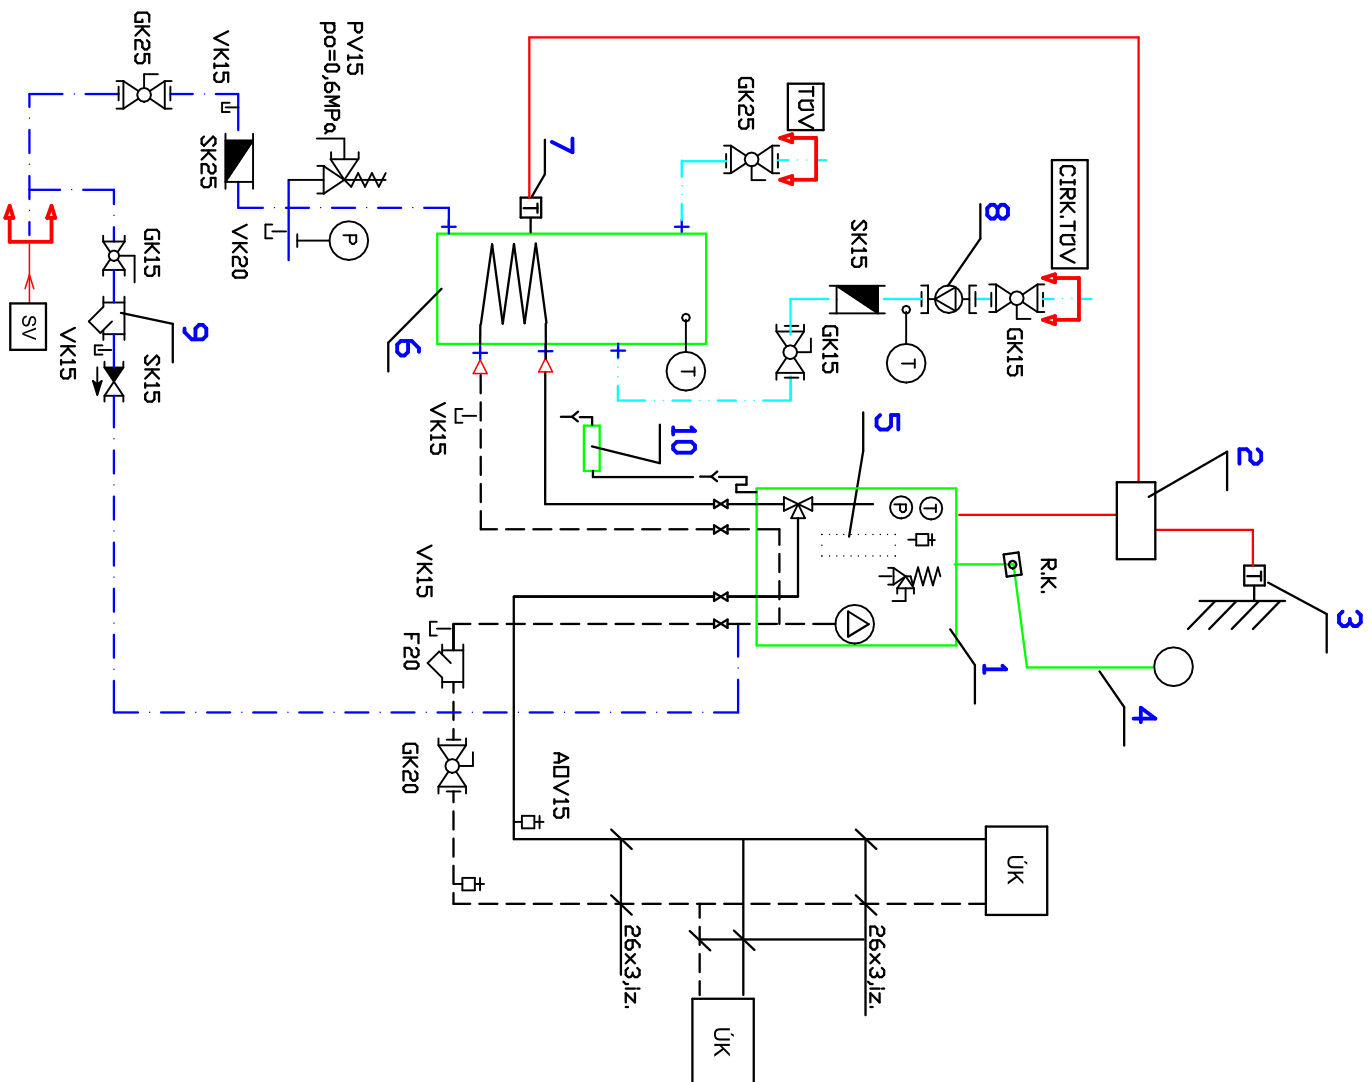 GK25
VK15
SK25
PV15
po=0,6MPa
VK20
P
GK15
VK15
SK15
SV
9
7
T
GK25
TÚV
CIRK.TÚV
8
SK15
GK15
GK15
T
T
6
VK15
10
5
P
T
2
T
3
R.K.
1
4
VK15
F20
GK20
AOV15
26x3,iz.
26x3,iz.
ÚK
ÚK